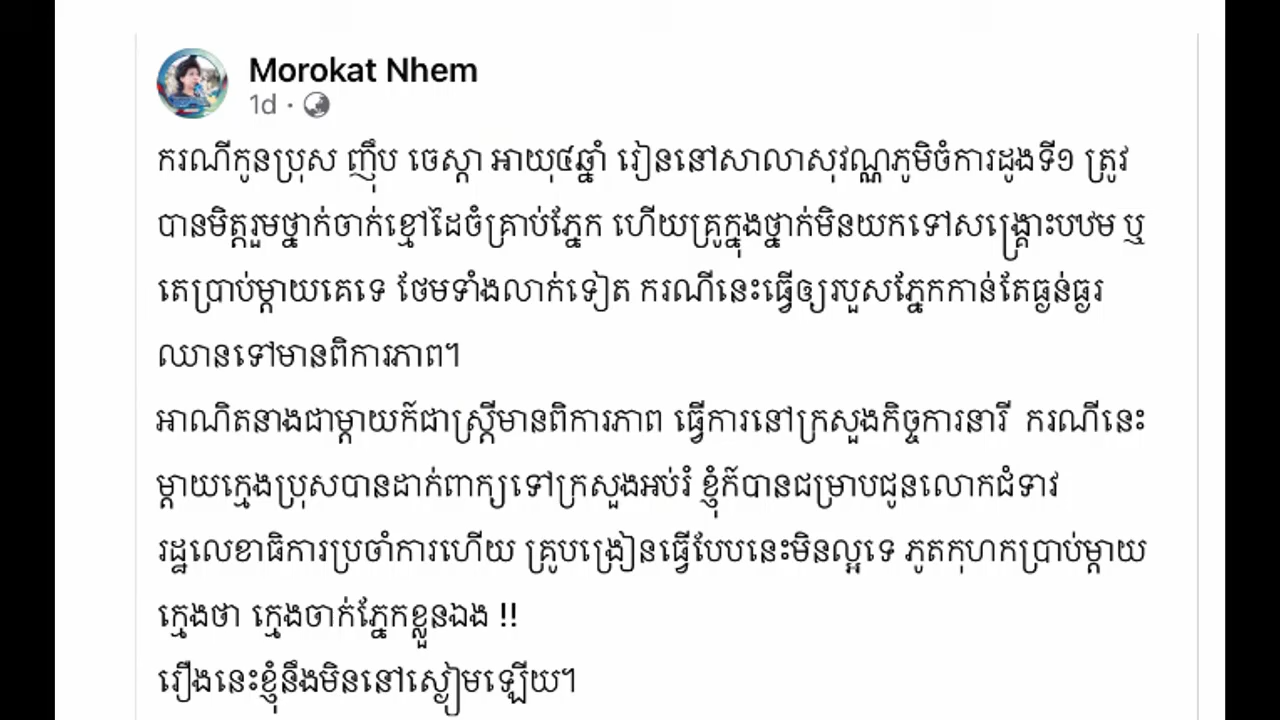 Morokat Nhem
1d ·
ករណីកូនប្រុស ញ៉ឹប ចេស្តា អាយុ៤ឆ្នាំ រៀននៅសាលាសុវណ្ណភូមិចំការដូងទី១ ត្រូវ
បានមិត្តរួមថ្នាក់ចាក់ខ្មៅដៃចំគ្រាប់ភ្នែក ហើយគ្រូក្នុងថ្នាក់មិនយកទៅសង្គ្រោះបឋម ឬ
តេប្រាប់ម្តាយគេទេ ថែមទាំងលាក់ទៀត ករណីនេះធ្វើឲ្យរបួសភ្នែកកាន់តែធ្ងន់ធ្ងរ
ឈានទៅមានពិការភាព។
អាណិតនាងជាម្តាយក៏ជាស្ត្រីមានពិការភាព ធ្វើការនៅក្រសួងកិច្ចការនារី ករណីនេះ
ម្តាយក្មេងប្រុសបានដាក់ពាក្យទៅក្រសួងអប់រំ ខ្ញុំក៏បានជម្រាបជូនលោកជំទាវ
រដ្ឋលេខាធិការប្រចាំការហើយ គ្រូបង្រៀនធ្វើបែបនេះមិនល្អទេ ភូតកុហកប្រាប់ម្តាយ
ក្មេងថា ក្មេងចាក់ភ្នែកខ្លួនឯង !!
រឿងនេះខ្ញុំនឹងមិននៅស្ងៀមឡើយ។